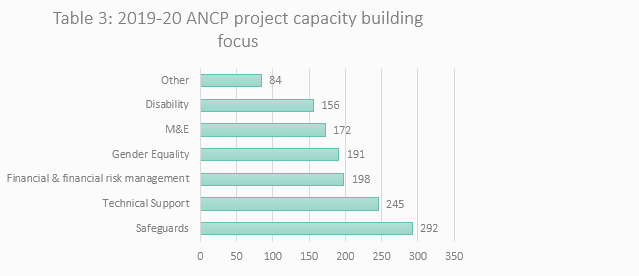 Table 3: 2019-20 ANCP project capacity building
focus
Other 84
Disability 156
M&E 172
Gender Equality 191
Financial & financial risk management 198
Technical Support 245
Safeguards 292
0 50 100 150 200 250 300 350